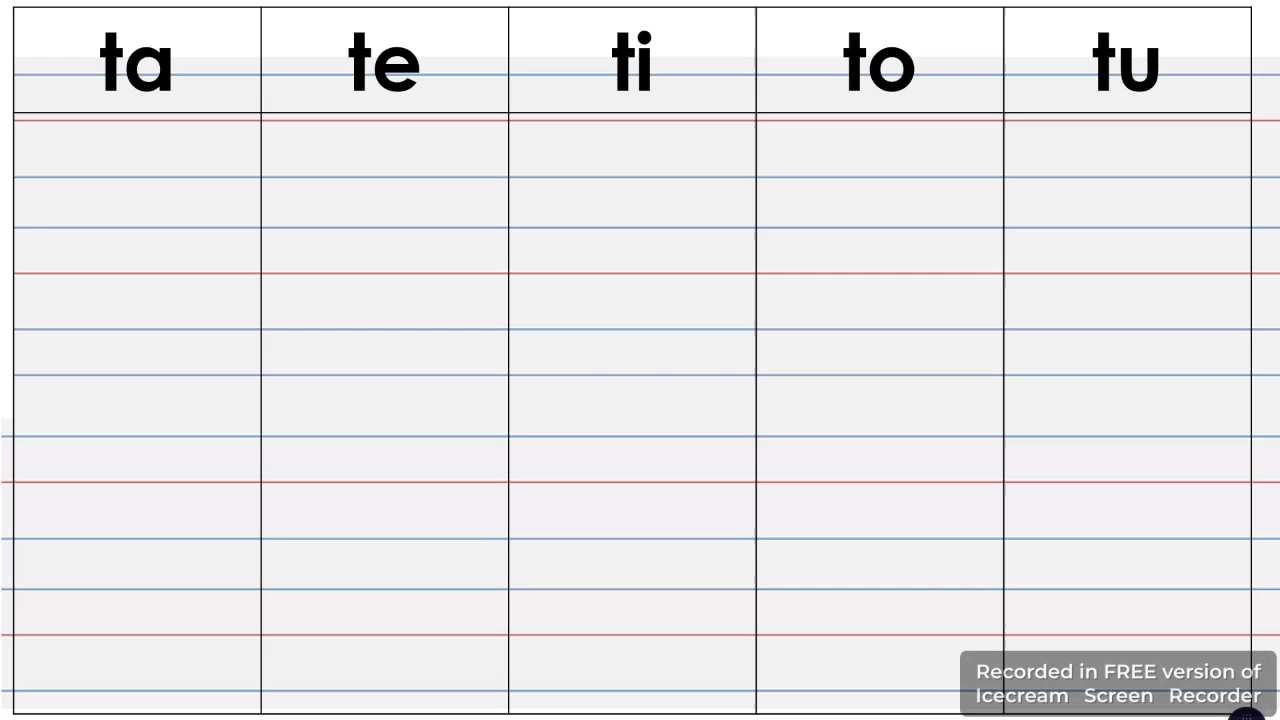 ta te ti to tu
Recorded in FREE version of
Icecream Screen Recorder